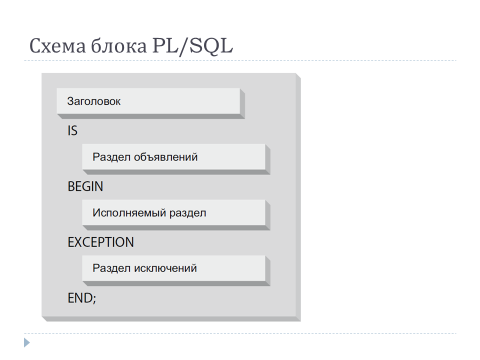 Схема блока PL/SQL
Заголовок
IS
Раздел объявлений
BEGIN
Исполняемый раздел
EXCEPTION
Раздел исключений
END;